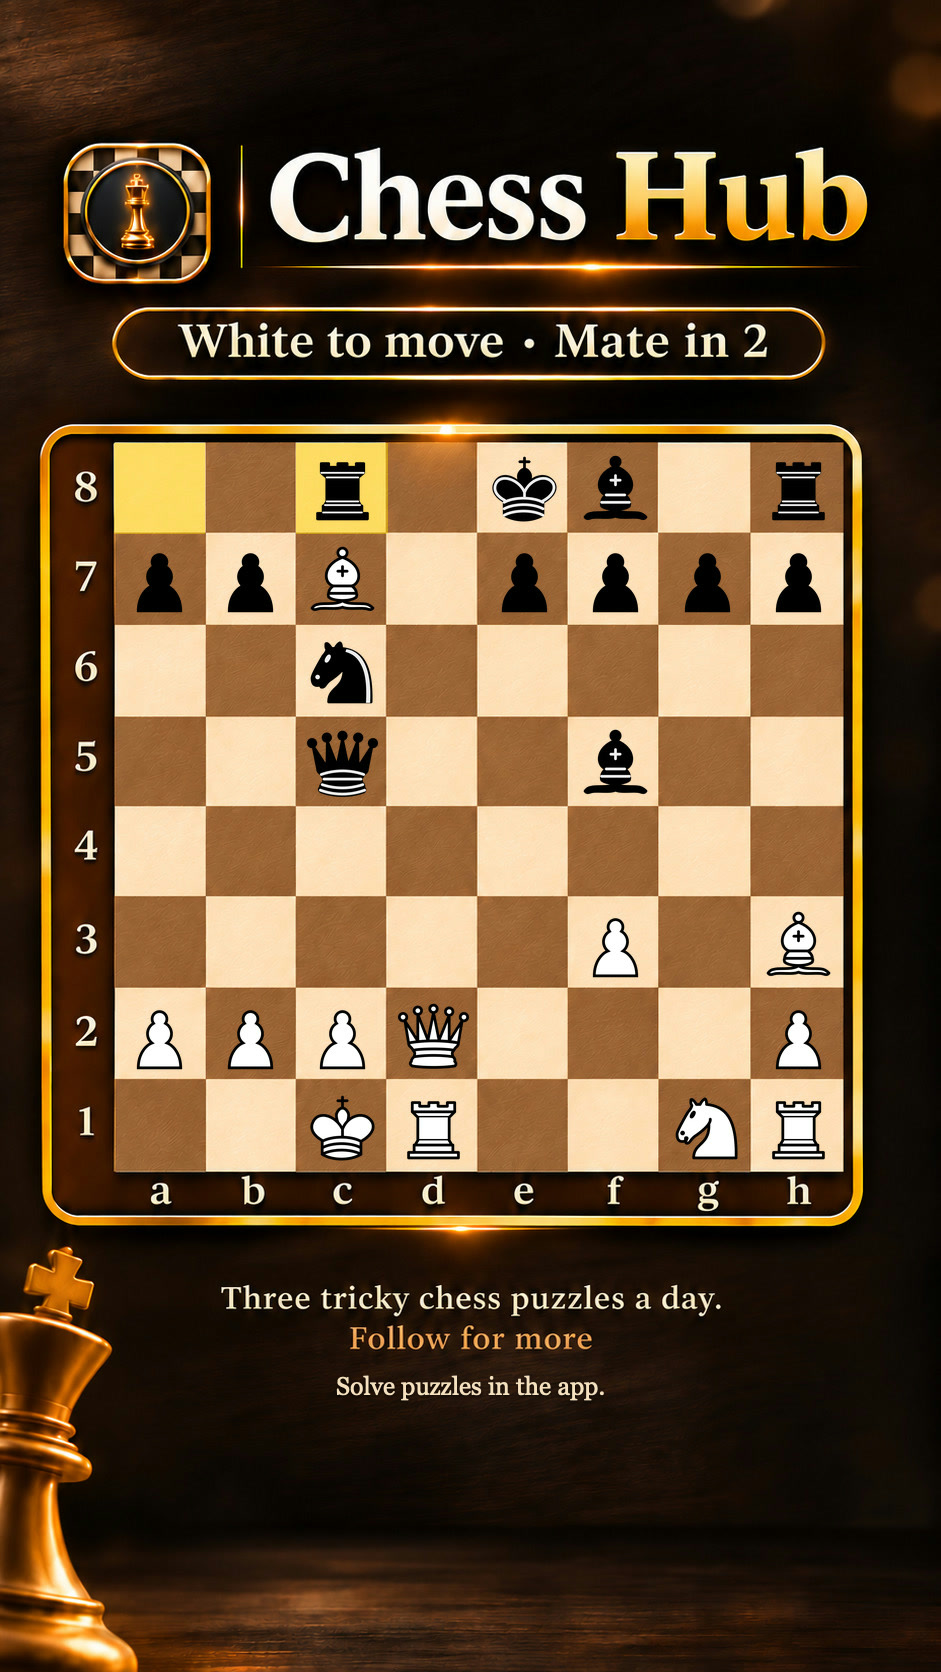 Chess Hub
White to move • Mate in 2
8
7
6
5
4
3
2
1
a b c d e f g h
Three tricky chess puzzles a day.
Follow for more
Solve puzzles in the app.